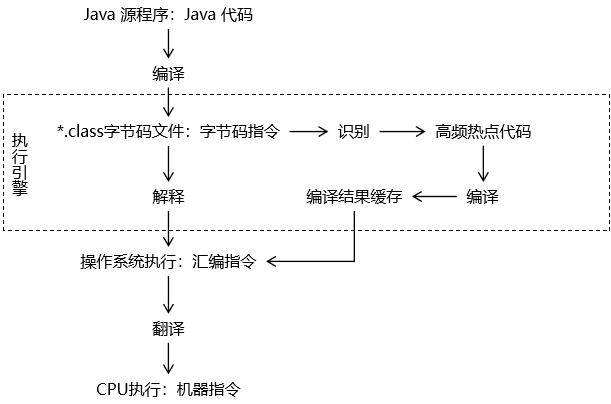 Java 源程序：Java 代码
编译
*.class字节码文件：字节码指令
识别
高频热点代码
执行引擎
解释
编译结果缓存
编译
操作系统执行：汇编指令
翻译
CPU执行：机器指令